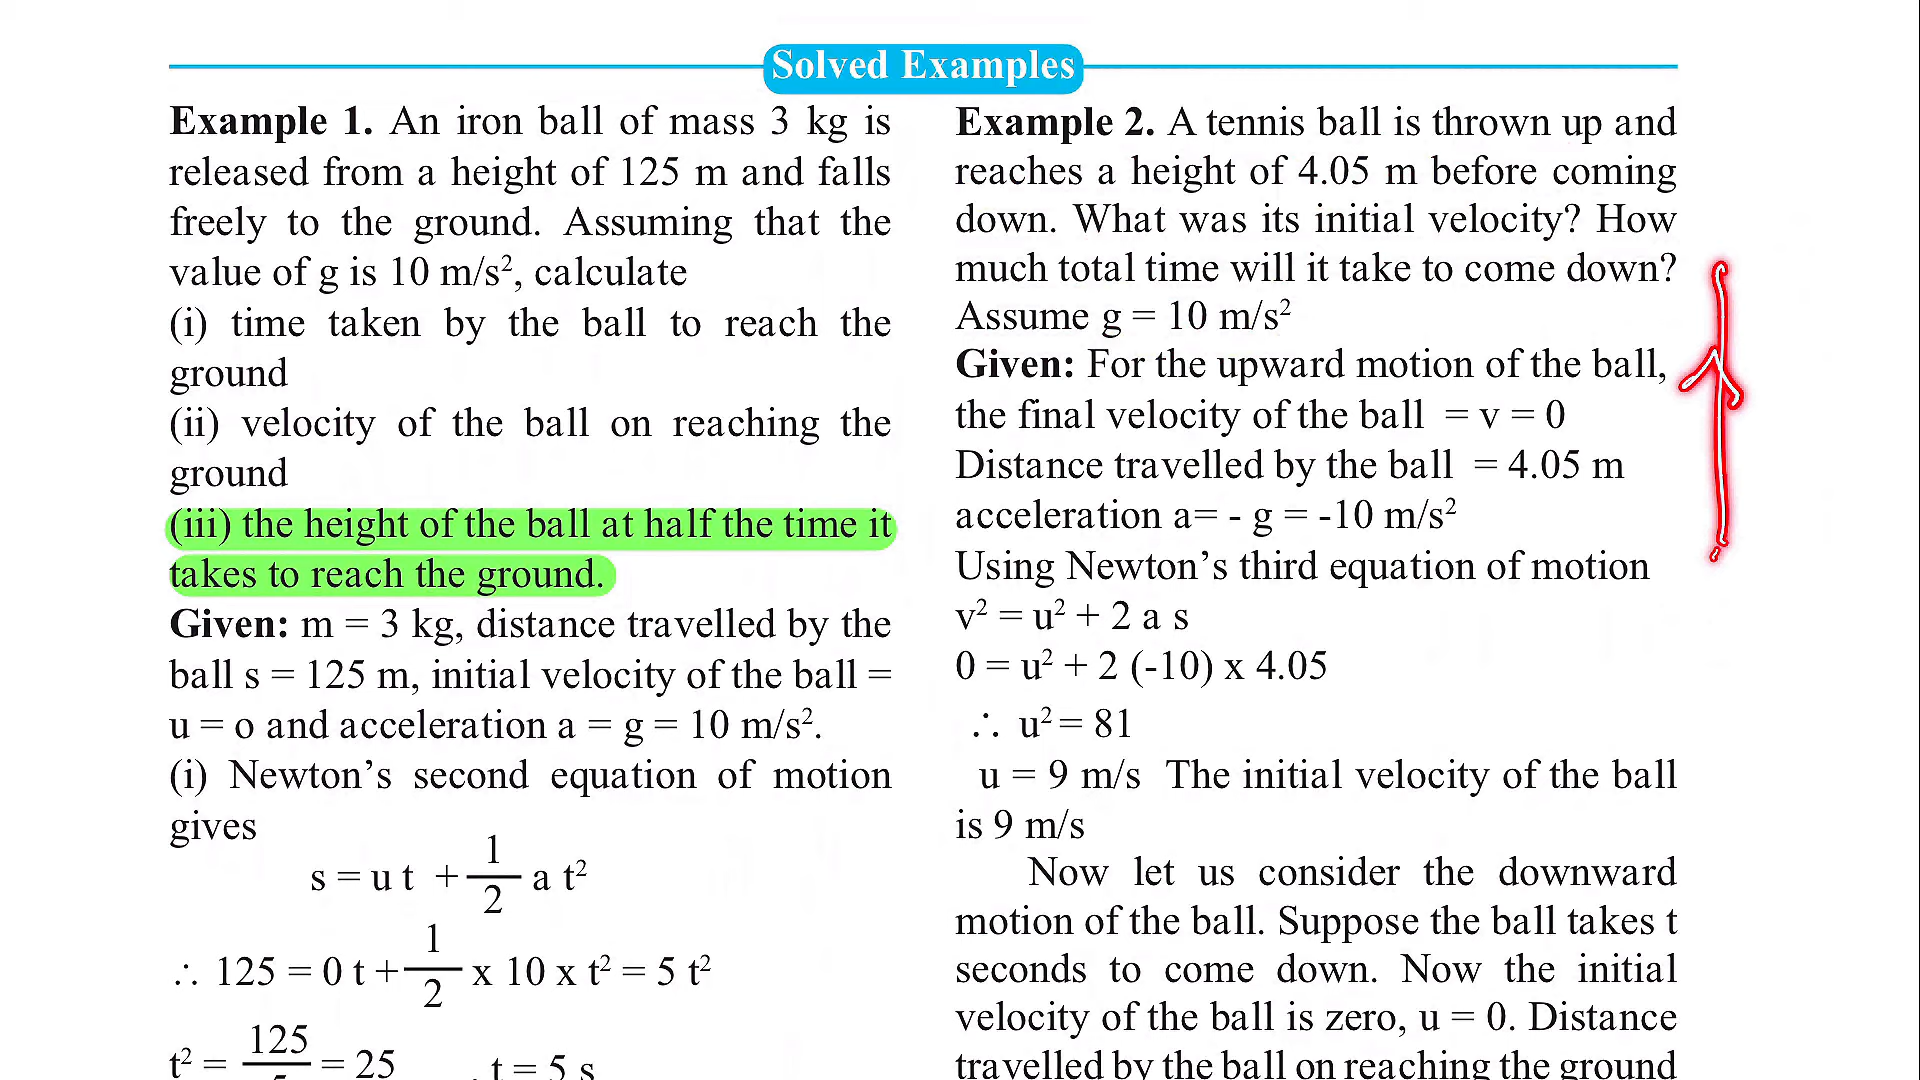 Solved Examples
Example 1. An iron ball of mass 3 kg is
released from a height of 125 m and falls
freely to the ground. Assuming that the
value of g is 10 m/s², calculate
(i) time taken by the ball to reach the
ground
(ii) velocity of the ball on reaching the
ground
(iii) the height of the ball at half the time it
takes to reach the ground.
Given: m = 3 kg, distance travelled by the
ball s = 125 m, initial velocity of the ball =
u = o and acceleration a = g = 10 m/s².
(i) Newton’s second equation of motion
gives
s = u t + 1/2 a t²
∴ 125 = 0 t + 1/2 x 10 x t² = 5 t²
t² = 125/5 = 25 , t = 5 s
Example 2. A tennis ball is thrown up and
reaches a height of 4.05 m before coming
down. What was its initial velocity? How
much total time will it take to come down?
Assume g = 10 m/s²
Given: For the upward motion of the ball,
the final velocity of the ball = v = 0
Distance travelled by the ball = 4.05 m
acceleration a= - g = -10 m/s²
Using Newton’s third equation of motion
v² = u² + 2 a s
0 = u² + 2 (-10) x 4.05
∴ u² = 81
u = 9 m/s The initial velocity of the ball
is 9 m/s
Now let us consider the downward
motion of the ball. Suppose the ball takes t
seconds to come down. Now the initial
velocity of the ball is zero, u = 0. Distance
travelled by the ball on reaching the ground